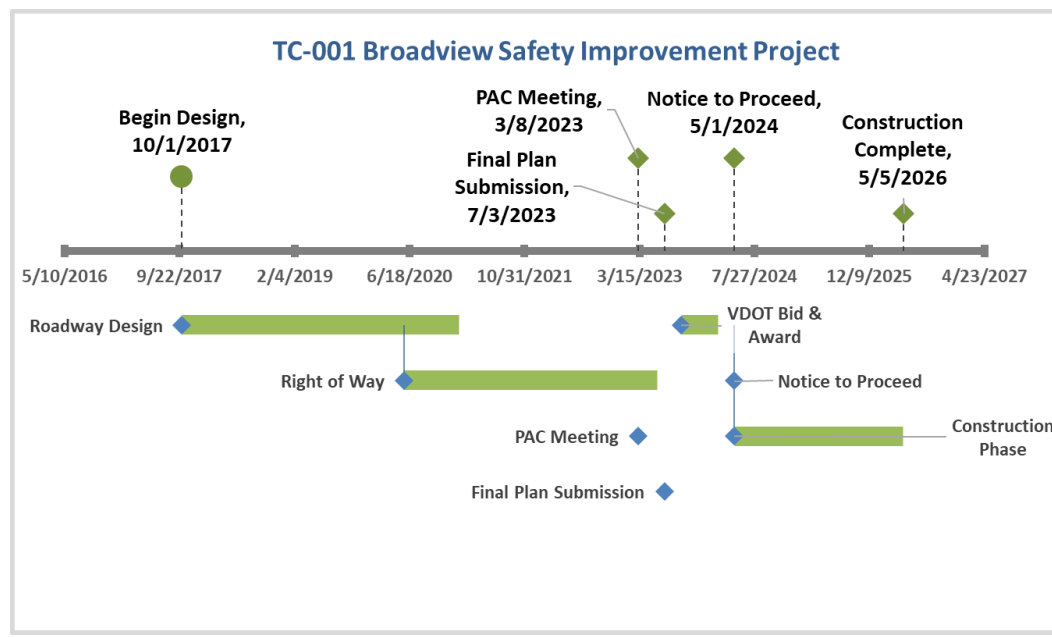 TC-001 Broadview Safety Improvement Project
Begin Design,
10/1/2017
PAC Meeting,
3/8/2023
Final Plan
Submission,
7/3/2023
Notice to Proceed,
5/1/2024
Construction
Complete,
5/5/2026
5/10/2016
9/22/2017
2/4/2019
6/18/2020
10/31/2021
3/15/2023
7/27/2024
12/9/2025
4/23/2027
Roadway Design
VDOT Bid &
Award
Right of Way
Notice to Proceed
PAC Meeting
Construction
Phase
Final Plan Submission